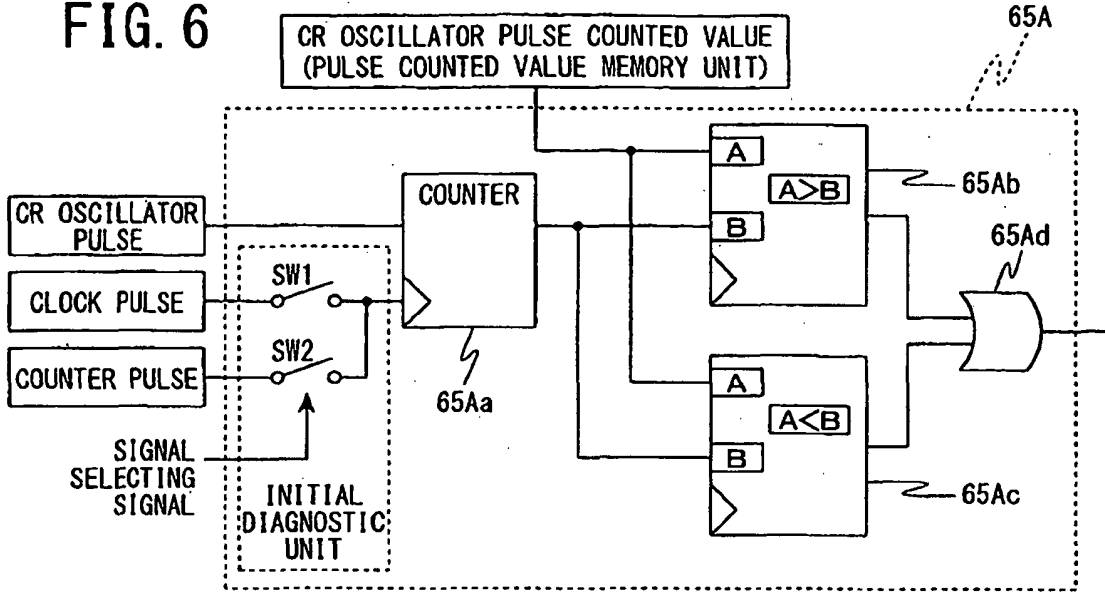 FIG. 6
CR OSCILLATOR PULSE COUNTED VALUE
(PULSE COUNTED VALUE MEMORY UNIT)
65A
CR OSCILLATOR
PULSE
CLOCK PULSE
COUNTER PULSE
SIGNAL
SELECTING
SIGNAL
SW1
SW2
INITIAL
DIAGNOSTIC
UNIT
COUNTER
65Aa
A
A>B
B
65Ab
A
A<B
B
65Ac
65Ad